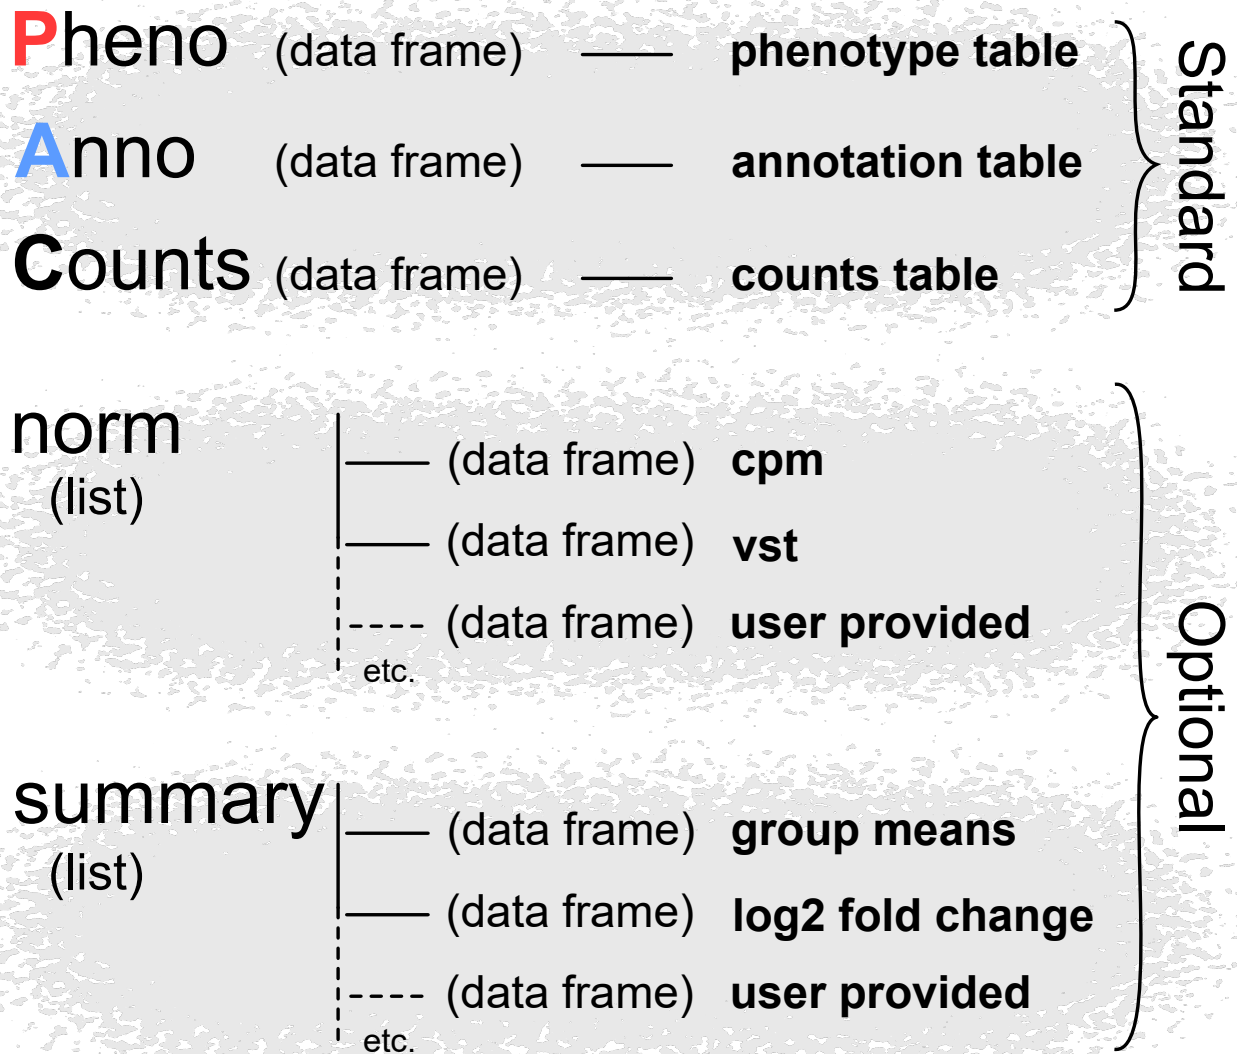 Pheno (data frame) phenotype table
Anno (data frame) annotation table
Counts (data frame) counts table
Standard
norm
(list)
(data frame) cpm
(data frame) vst
(data frame) user provided
etc.
summary
(list)
(data frame) group means
(data frame) log2 fold change
(data frame) user provided
etc.
Optional